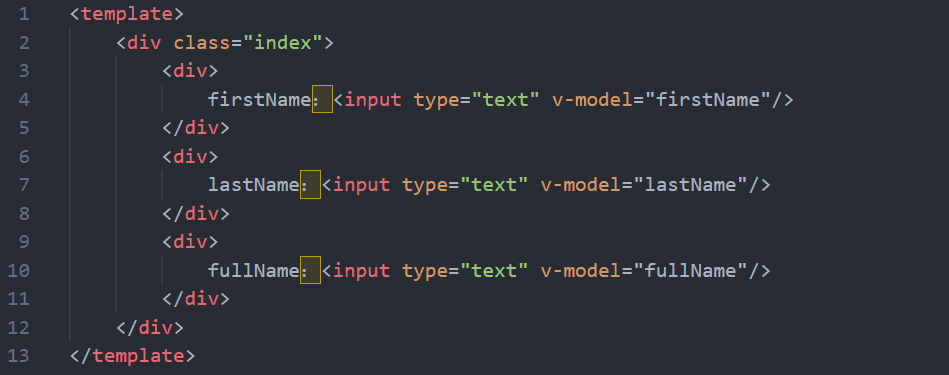 1 <template>
2 <div class="index">
3 <div>
4 firstName：<input type="text" v-model="firstName"/>
5 </div>
6 <div>
7 lastName：<input type="text" v-model="lastName"/>
8 </div>
9 <div>
10 fullName：<input type="text" v-model="fullName"/>
11 </div>
12 </div>
13 </template>